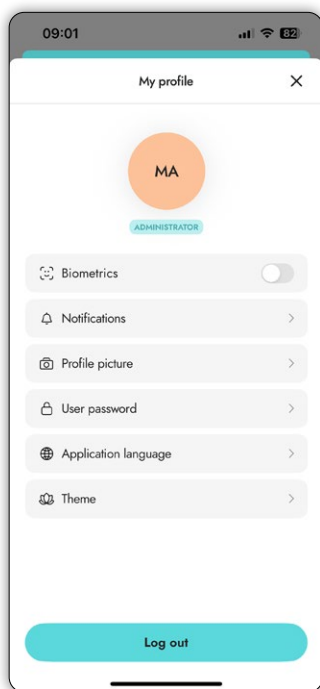 09:01
82
My profile
MA
ADMINISTRATOR
Biometrics
Notifications
Profile picture
User password
Application language
Theme
Log out